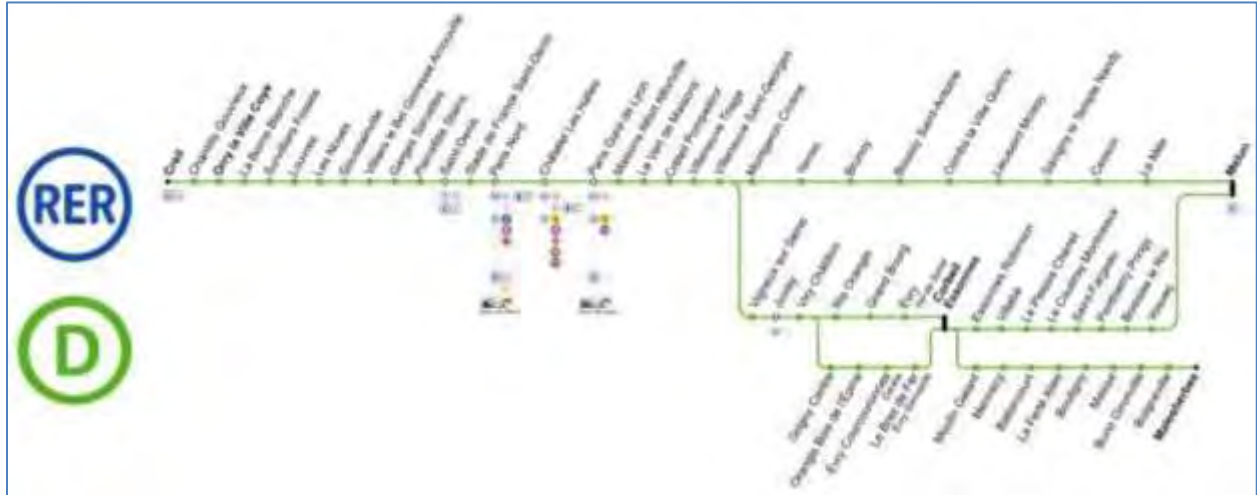 RER
D
Creil
Chantilly Gouvieux
Orry la Ville Coye
La Borne Blanche
Survilliers Fosses
Louvres
Les Noues
Goussainville
Villiers le Bel Gonesse Arnouville
Garges Sarcelles
Pierrefitte Stains
Saint Denis
Stade de France Saint-Denis
Paris Nord
Châtelet Les Halles
Paris Gare de Lyon
Maisons Alfort Alfortville
Le Vert de Maisons
Créteil Pompadour
Villeneuve Triage
Villeneuve Saint-Georges
Montgeron Crosne
Yerres
Brunoy
Boussy Saint-Antoine
Combs la Ville Quincy
Lieusaint Moissy
Savigny le Temple Nandy
Cesson
Le Mée
Melun
Vigneux sur Seine
Juvisy
Viry Châtillon
Ris Orangis
Grand Bourg
Evry
Corbeil
Essonnes
Essonnes Robinson
Villabé
Le Plessis Chenet
Le Coudray Montceaux
Saint-Fargeau
Ponthierry Pringy
Boissise le Roi
Vosves
Grigny Centre
Orangis Bois de l'Épine
Evry Courcouronnes
Le Bras de Fer
Moulin Galant
Mennecy
Ballancourt
La Ferté Alais
Boutigny
Maisse
Buno Gironville
Boigneville
Malesherbes